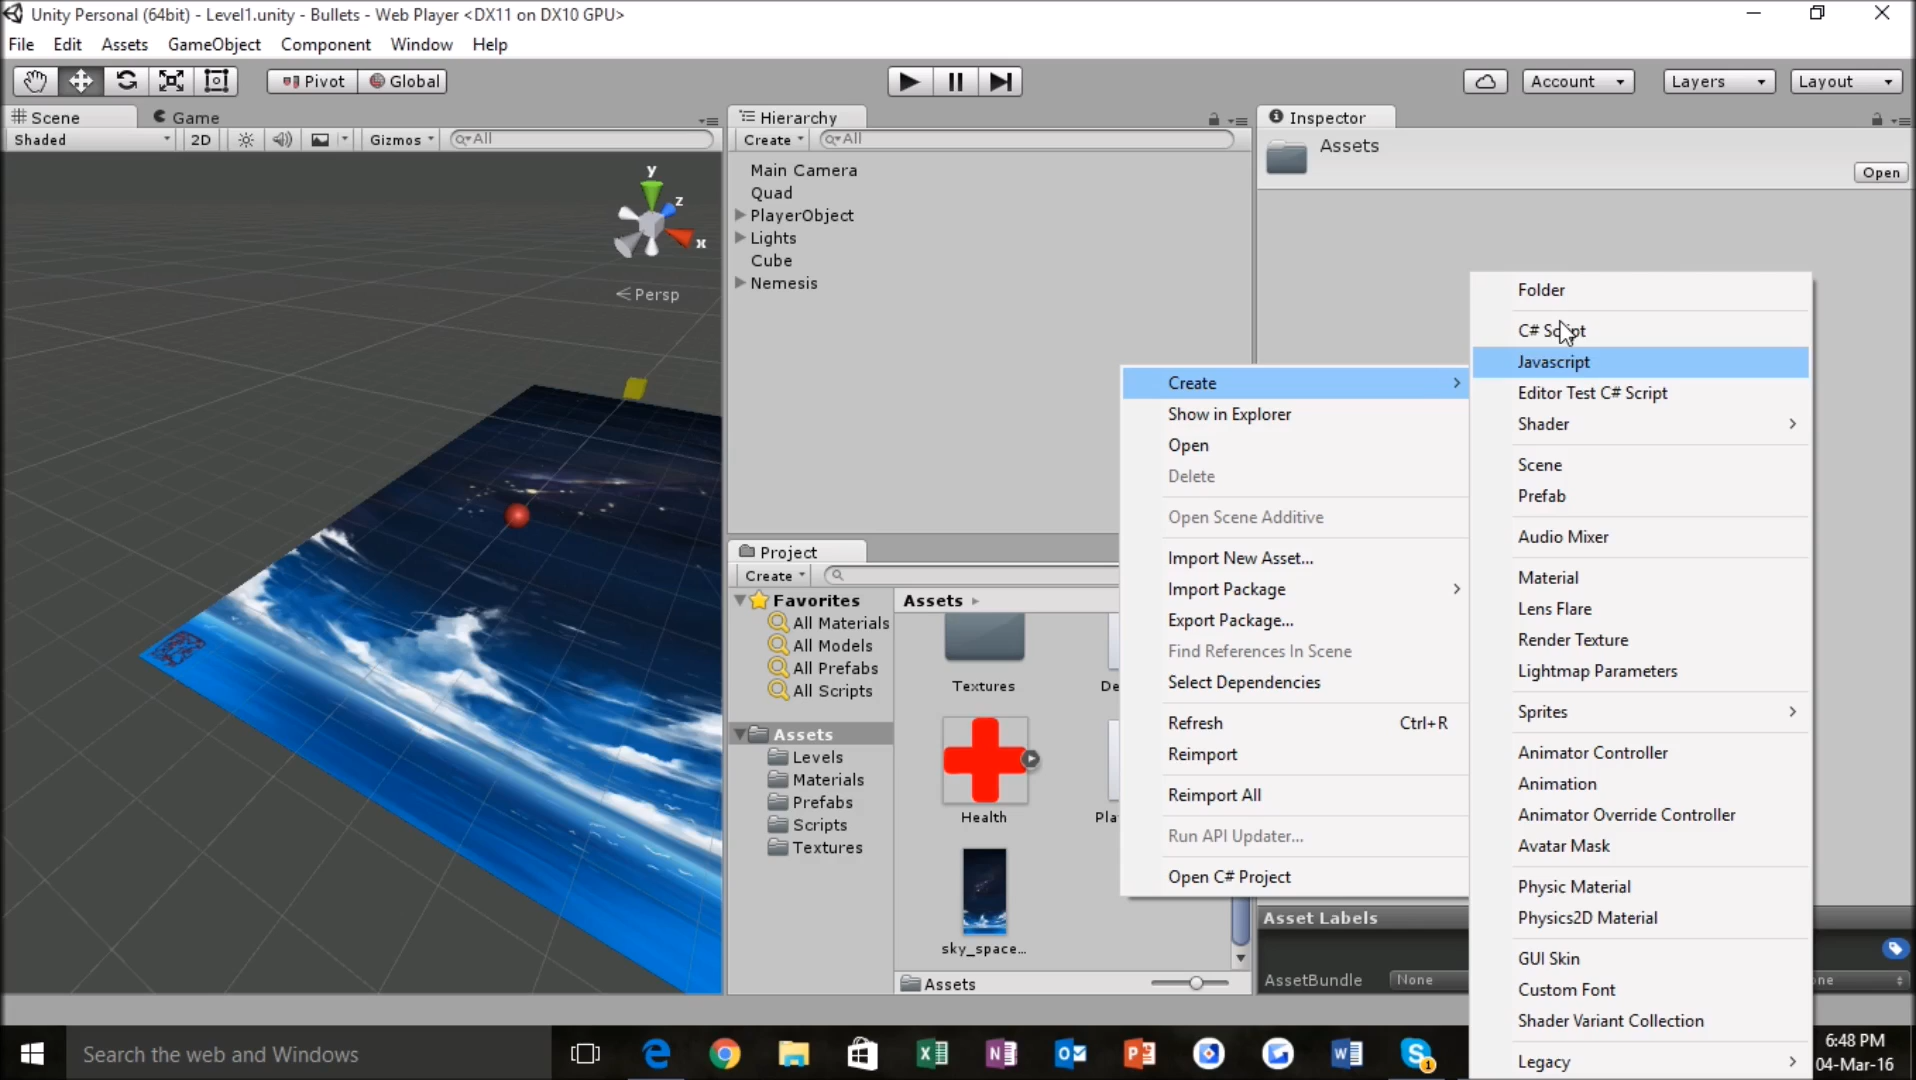 Unity Personal (64bit) - Level1.unity - Bullets - Web Player <DX11 on DX10 GPU>
File Edit Assets GameObject Component Window Help
Pivot Global Account Layers Layout
Scene Game
Shaded 2D Gizmos All
y
z
x
Persp
Hierarchy
Create All
Main Camera
Quad
PlayerObject
Lights
Cube
Nemesis
Inspector
Assets
Open
Project
Create
Favorites
All Materials
All Models
All Prefabs
All Scripts
Assets
Levels
Materials
Prefabs
Scripts
Textures
Assets
Textures De
Health Pla
sky_space...
Assets
Create
Show in Explorer
Open
Delete
Open Scene Additive
Import New Asset...
Import Package
Export Package...
Find References In Scene
Select Dependencies
Refresh Ctrl+R
Reimport
Reimport All
Run API Updater...
Open C# Project
Folder
C# Script
Javascript
Editor Test C# Script
Shader
Scene
Prefab
Audio Mixer
Material
Lens Flare
Render Texture
Lightmap Parameters
Sprites
Animator Controller
Animation
Animator Override Controller
Avatar Mask
Physic Material
Physics2D Material
GUI Skin
Custom Font
Shader Variant Collection
Legacy
Asset Labels
AssetBundle None
Search the web and Windows
6:48 PM
04-Mar-16